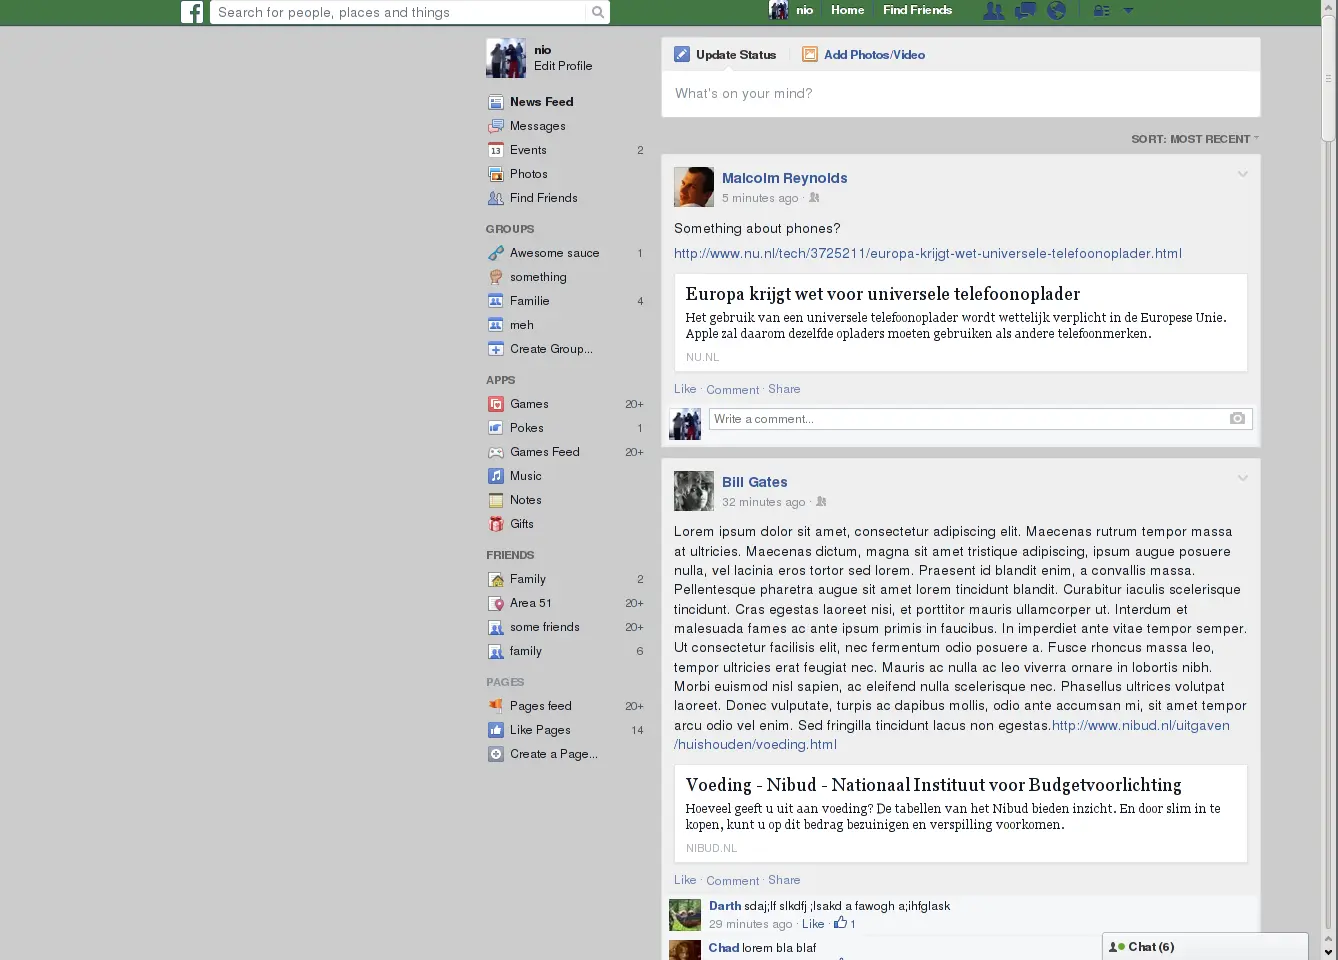 Search for people, places and things
nio
Home
Find Friends
nio
Edit Profile
News Feed
Messages
13
Events
2
Photos
Find Friends
GROUPS
Awesome sauce
1
something
Familie
4
meh
Create Group...
APPS
Games
20+
Pokes
1
Games Feed
20+
Music
Notes
Gifts
FRIENDS
Family
2
Area 51
20+
some friends
20+
family
6
PAGES
Pages feed
20+
Like Pages
14
Create a Page...
Update Status
Add Photos/Video
What's on your mind?
SORT: MOST RECENT
Malcolm Reynolds
5 minutes ago ·
Something about phones?
http://www.nu.nl/tech/3725211/europa-krijgt-wet-universele-telefoonoplader.html
Europa krijgt wet voor universele telefoonoplader
Het gebruik van een universele telefoonoplader wordt wettelijk verplicht in de Europese Unie.
Apple zal daarom dezelfde opladers moeten gebruiken als andere telefoonmerken.
NU.NL
Like · Comment · Share
Write a comment...
Bill Gates
32 minutes ago ·
Lorem ipsum dolor sit amet, consectetur adipiscing elit. Maecenas rutrum tempor massa
at ultricies. Maecenas dictum, magna sit amet tristique adipiscing, ipsum augue posuere
nulla, vel lacinia eros tortor sed lorem. Praesent id blandit enim, a convallis massa.
Pellentesque pharetra augue sit amet lorem tincidunt blandit. Curabitur iaculis scelerisque
tincidunt. Cras egestas laoreet nisi, et porttitor mauris ullamcorper ut. Interdum et
malesuada fames ac ante ipsum primis in faucibus. In imperdiet ante vitae tempor semper.
Ut consectetur facilisis elit, nec fermentum odio posuere a. Fusce rhoncus massa leo,
tempor ultricies erat feugiat nec. Mauris ac nulla ac leo viverra ornare in lobortis nibh.
Morbi euismod nisl sapien, ac eleifend nulla scelerisque nec. Phasellus ultrices volutpat
laoreet. Donec vulputate, turpis ac dapibus mollis, odio ante accumsan mi, sit amet tempor
arcu odio vel enim. Sed fringilla tincidunt lacus non egestas.http://www.nibud.nl/uitgaven
/huishouden/voeding.html
Voeding - Nibud - Nationaal Instituut voor Budgetvoorlichting
Hoeveel geeft u uit aan voeding? De tabellen van het Nibud bieden inzicht. En door slim in te
kopen, kunt u op dit bedrag bezuinigen en verspilling voorkomen.
NIBUD.NL
Like · Comment · Share
Darth sdaj;lf slkdfj ;lsakd a fawogh a;ihfglask
29 minutes ago · Like · 1
Chad lorem bla blaf
Chat (6)